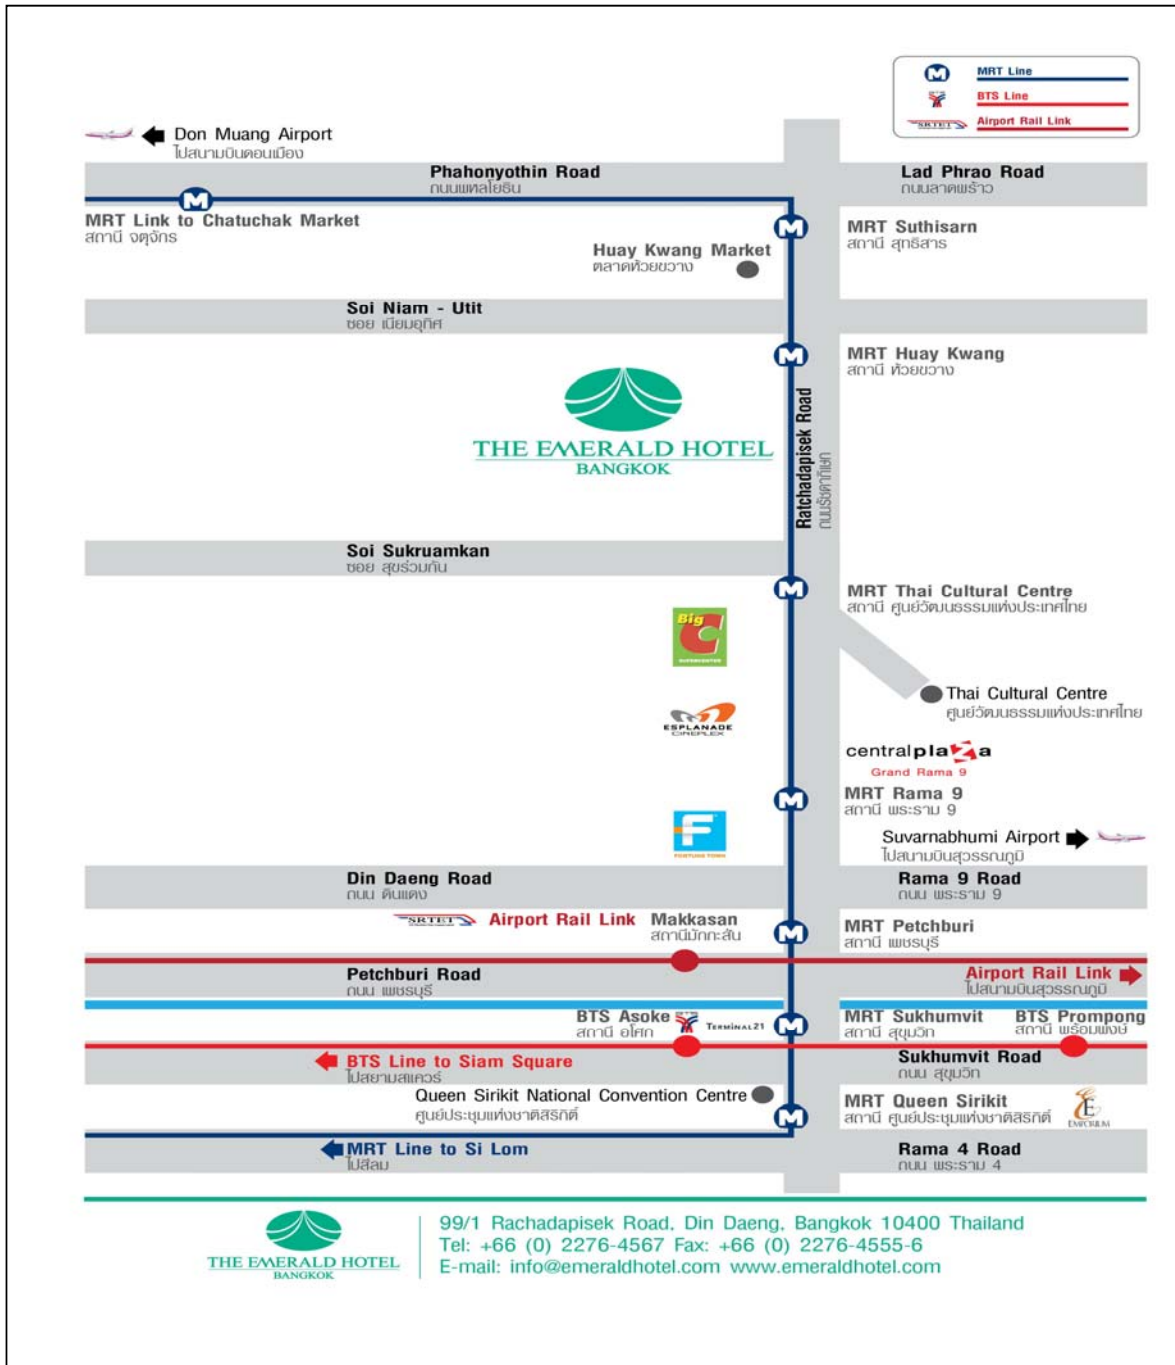 MRT Line
BTS Line
SRTET Airport Rail Link
Don Muang Airport
ไปสนามบินดอนเมือง
Phahonyothin Road
ถนนพหลโยธิน
Lad Phrao Road
ถนนลาดพร้าว
MRT Link to Chatuchak Market
สถานี จตุจักร
MRT Suthisarn
สถานี สุทธิสาร
Huay Kwang Market
ตลาดห้วยขวาง
Soi Niam - Utit
ซอย เนียมอุทิศ
MRT Huay Kwang
สถานี ห้วยขวาง
THE EMERALD HOTEL
BANGKOK
Ratchadapisek Road
ถนนรัชดาภิเษก
Soi Sukruamkan
ซอย สุขร่วมกัน
MRT Thai Cultural Centre
สถานี ศูนย์วัฒนธรรมแห่งประเทศไทย
Big
C
SUPERCENTER
Thai Cultural Centre
ศูนย์วัฒนธรรมแห่งประเทศไทย
ESPLANADE
CINEPLEX
centralplaza
Grand Rama 9
MRT Rama 9
สถานี พระราม 9
F
FORTUNE TOWN
Suvarnabhumi Airport
ไปสนามบินสุวรรณภูมิ
Din Daeng Road
ถนน ดินแดง
Rama 9 Road
ถนน พระราม 9
SRTET Airport Rail Link
Makkasan
สถานีมักกะสัน
MRT Petchburi
สถานี เพชรบุรี
Petchburi Road
ถนน เพชรบุรี
Airport Rail Link
ไปสนามบินสุวรรณภูมิ
BTS Asoke
สถานี อโศก
TERMINAL21
MRT Sukhumvit
สถานี สุขุมวิท
BTS Prompong
สถานี พร้อมพงษ์
BTS Line to Siam Square
ไปสยามสแควร์
Sukhumvit Road
ถนน สุขุมวิท
Queen Sirikit National Convention Centre
ศูนย์ประชุมแห่งชาติสิริกิติ์
MRT Queen Sirikit
สถานี ศูนย์ประชุมแห่งชาติสิริกิติ์
E
EMPORIUM
MRT Line to Si Lom
ไปสีลม
Rama 4 Road
ถนน พระราม 4
THE EMERALD HOTEL
BANGKOK
99/1 Rachadapisek Road, Din Daeng, Bangkok 10400 Thailand
Tel: +66 (0) 2276-4567 Fax: +66 (0) 2276-4555-6
E-mail: info@emeraldhotel.com www.emeraldhotel.com